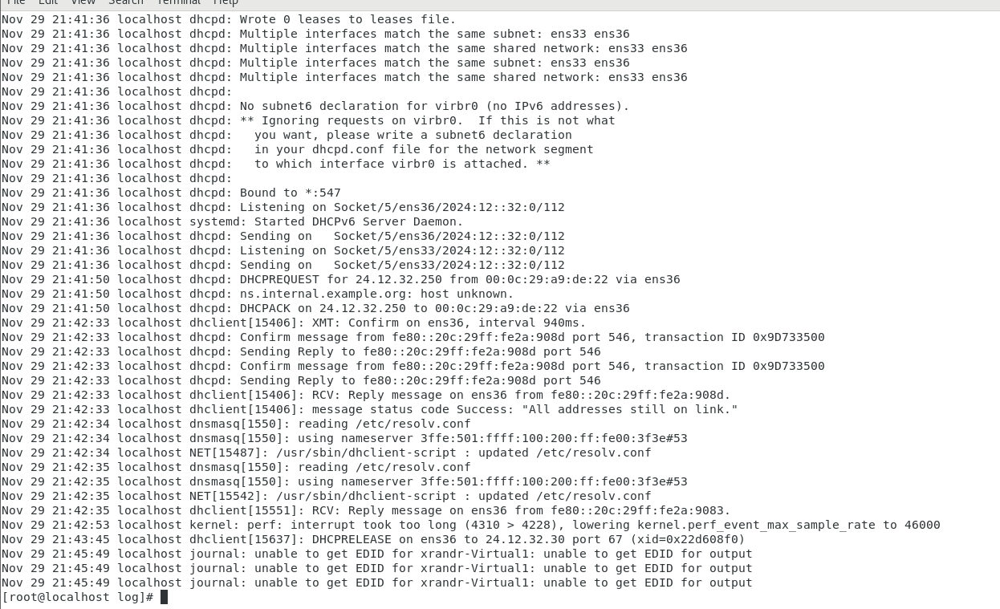 File Edit View Search Terminal Help
Nov 29 21:41:36 localhost dhcpd: Wrote 0 leases to leases file.
Nov 29 21:41:36 localhost dhcpd: Multiple interfaces match the same subnet: ens33 ens36
Nov 29 21:41:36 localhost dhcpd: Multiple interfaces match the same shared network: ens33 ens36
Nov 29 21:41:36 localhost dhcpd: Multiple interfaces match the same subnet: ens33 ens36
Nov 29 21:41:36 localhost dhcpd: Multiple interfaces match the same shared network: ens33 ens36
Nov 29 21:41:36 localhost dhcpd:
Nov 29 21:41:36 localhost dhcpd: No subnet6 declaration for virbr0 (no IPv6 addresses).
Nov 29 21:41:36 localhost dhcpd: ** Ignoring requests on virbr0.  If this is not what
Nov 29 21:41:36 localhost dhcpd:   you want, please write a subnet6 declaration
Nov 29 21:41:36 localhost dhcpd:   in your dhcpd.conf file for the network segment
Nov 29 21:41:36 localhost dhcpd:   to which interface virbr0 is attached. **
Nov 29 21:41:36 localhost dhcpd:
Nov 29 21:41:36 localhost dhcpd: Bound to *:547
Nov 29 21:41:36 localhost dhcpd: Listening on Socket/5/ens36/2024:12::32:0/112
Nov 29 21:41:36 localhost systemd: Started DHCPv6 Server Daemon.
Nov 29 21:41:36 localhost dhcpd: Sending on   Socket/5/ens36/2024:12::32:0/112
Nov 29 21:41:36 localhost dhcpd: Listening on Socket/5/ens33/2024:12::32:0/112
Nov 29 21:41:36 localhost dhcpd: Sending on   Socket/5/ens33/2024:12::32:0/112
Nov 29 21:41:50 localhost dhcpd: DHCPREQUEST for 24.12.32.250 from 00:0c:29:a9:de:22 via ens36
Nov 29 21:41:50 localhost dhcpd: ns.internal.example.org: host unknown.
Nov 29 21:41:50 localhost dhcpd: DHCPACK on 24.12.32.250 to 00:0c:29:a9:de:22 via ens36
Nov 29 21:42:33 localhost dhclient[15406]: XMT: Confirm on ens36, interval 940ms.
Nov 29 21:42:33 localhost dhcpd: Confirm message from fe80::20c:29ff:fe2a:908d port 546, transaction ID 0x9D733500
Nov 29 21:42:33 localhost dhcpd: Sending Reply to fe80::20c:29ff:fe2a:908d port 546
Nov 29 21:42:33 localhost dhcpd: Confirm message from fe80::20c:29ff:fe2a:908d port 546, transaction ID 0x9D733500
Nov 29 21:42:33 localhost dhcpd: Sending Reply to fe80::20c:29ff:fe2a:908d port 546
Nov 29 21:42:33 localhost dhclient[15406]: RCV: Reply message on ens36 from fe80::20c:29ff:fe2a:908d.
Nov 29 21:42:33 localhost dhclient[15406]: message status code Success: "All addresses still on link."
Nov 29 21:42:34 localhost dnsmasq[1550]: reading /etc/resolv.conf
Nov 29 21:42:34 localhost dnsmasq[1550]: using nameserver 3ffe:501:ffff:100:200:ff:fe00:3f3e#53
Nov 29 21:42:34 localhost NET[15487]: /usr/sbin/dhclient-script : updated /etc/resolv.conf
Nov 29 21:42:35 localhost dnsmasq[1550]: reading /etc/resolv.conf
Nov 29 21:42:35 localhost dnsmasq[1550]: using nameserver 3ffe:501:ffff:100:200:ff:fe00:3f3e#53
Nov 29 21:42:35 localhost NET[15542]: /usr/sbin/dhclient-script : updated /etc/resolv.conf
Nov 29 21:42:35 localhost dhclient[15551]: RCV: Reply message on ens36 from fe80::20c:29ff:fe2a:9083.
Nov 29 21:42:53 localhost kernel: perf: interrupt took too long (4310 > 4228), lowering kernel.perf_event_max_sample_rate to 46000
Nov 29 21:43:45 localhost dhclient[15637]: DHCPRELEASE on ens36 to 24.12.32.30 port 67 (xid=0x22d608f0)
Nov 29 21:45:49 localhost journal: unable to get EDID for xrandr-Virtual1: unable to get EDID for output
Nov 29 21:45:49 localhost journal: unable to get EDID for xrandr-Virtual1: unable to get EDID for output
Nov 29 21:45:49 localhost journal: unable to get EDID for xrandr-Virtual1: unable to get EDID for output
[root@localhost log]#